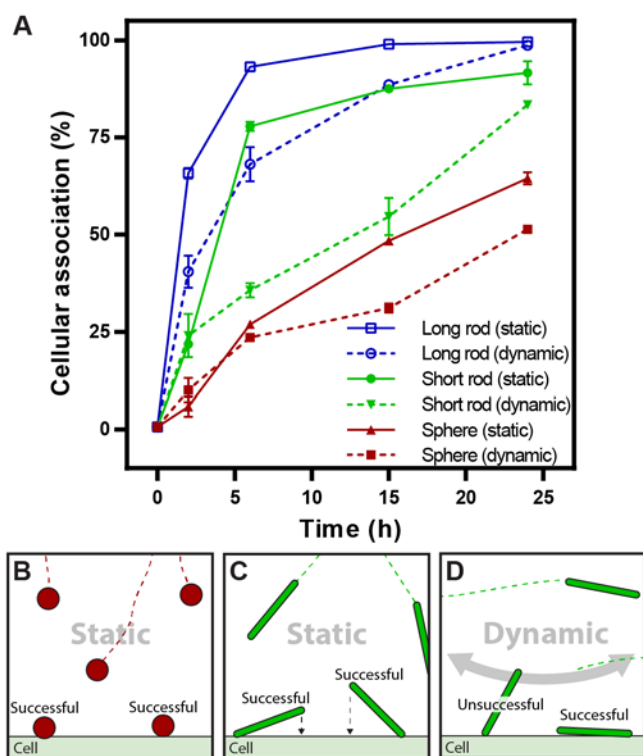 A
Cellular association (%)
100
75
50
25
0
Long rod (static)
Long rod (dynamic)
Short rod (static)
Short rod (dynamic)
Sphere (static)
Sphere (dynamic)
0 5 10 15 20 25
Time (h)
B
Static
Successful Successful
Cell
C
Static
Successful
Successful
Cell
D
Dynamic
Unsuccessful
Successful
Cell